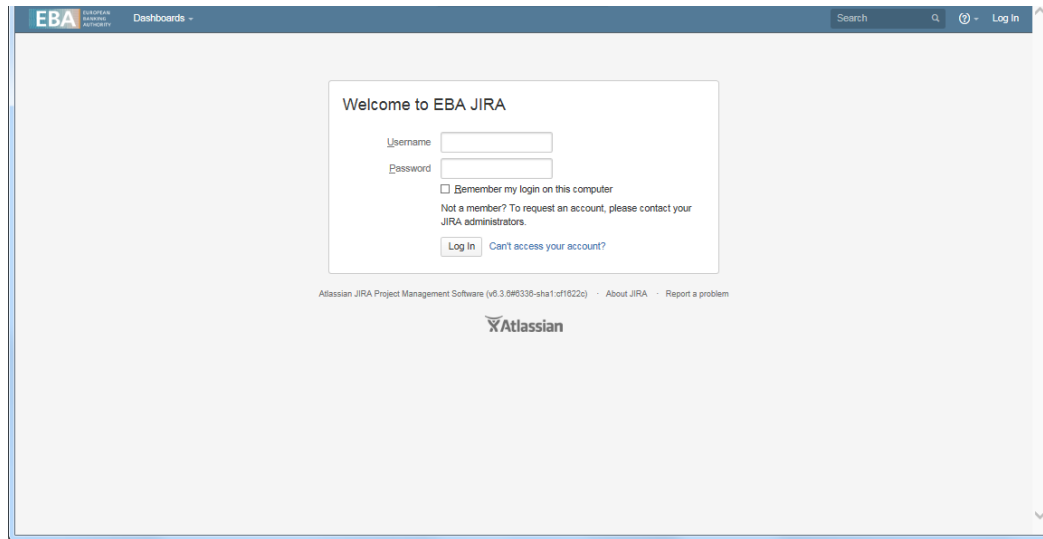 EBA EUROPEAN BANKING AUTHORITY Dashboards Search Log In
Welcome to EBA JIRA
Username
Password
Remember my login on this computer
Not a member? To request an account, please contact your
JIRA administrators.
Log In Can't access your account?
Atlassian JIRA Project Management Software (v6.3.6#6336-sha1:cf1622c) · About JIRA · Report a problem
Atlassian